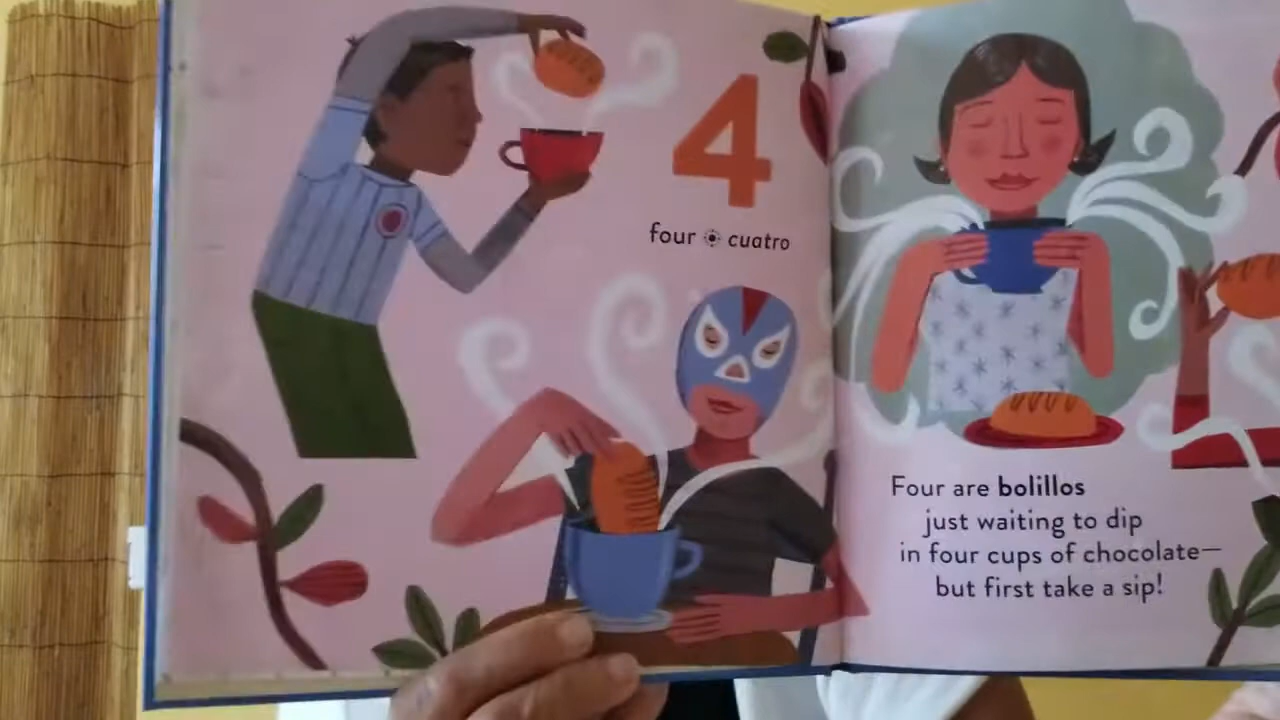 4
four cuatro
Four are bolillos
just waiting to dip
in four cups of chocolate—
but first take a sip!